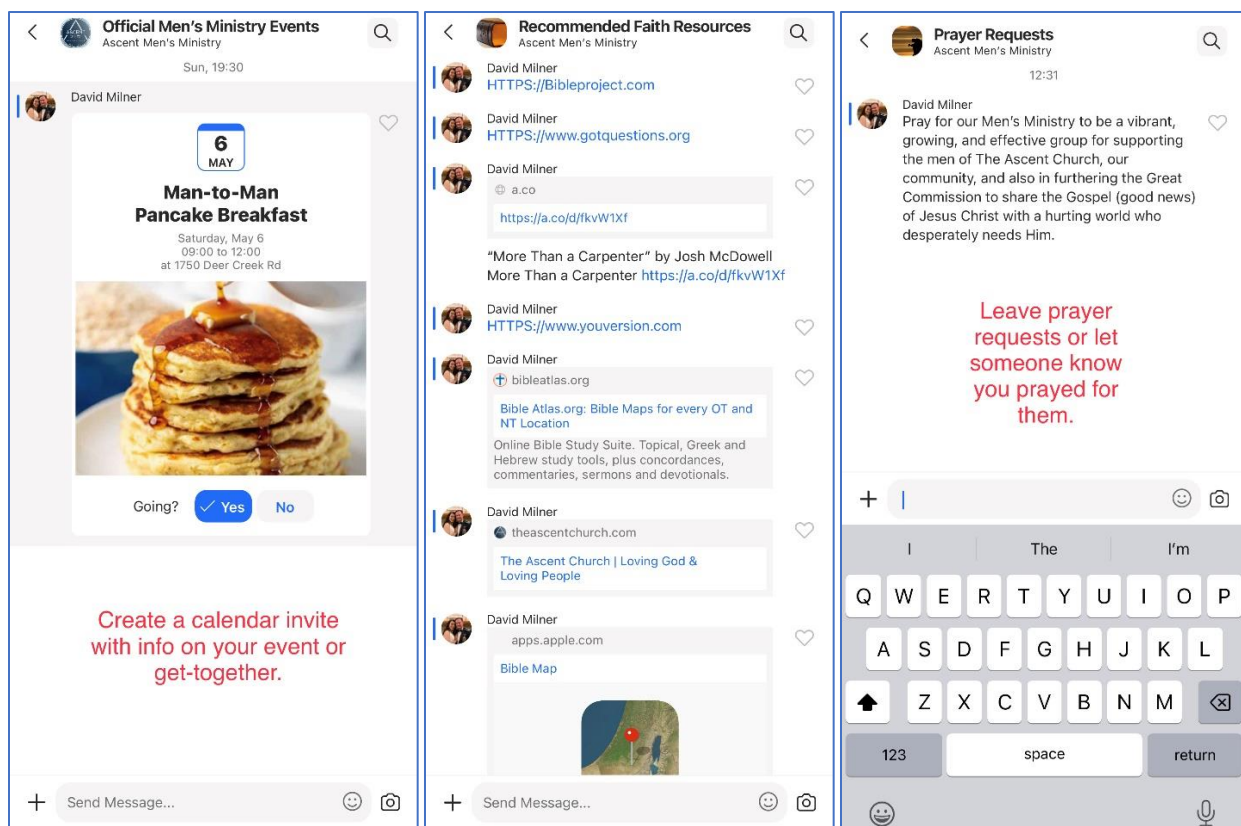 Official Men's Ministry Events
Ascent Men's Ministry
Sun, 19:30
David Milner
6
MAY
Man-to-Man
Pancake Breakfast
Saturday, May 6
09:00 to 12:00
at 1750 Deer Creek Rd
Going?
Yes
No
Create a calendar invite
with info on your event or
get-together.
Send Message...
Recommended Faith Resources
Ascent Men's Ministry
David Milner
HTTPS://Bibleproject.com
David Milner
HTTPS://www.gotquestions.org
David Milner
a.co
https://a.co/d/fkvW1Xf
"More Than a Carpenter" by Josh McDowell
More Than a Carpenter https://a.co/d/fkvW1Xf
David Milner
HTTPS://www.youversion.com
David Milner
bibleatlas.org
Bible Atlas.org: Bible Maps for every OT and
NT Location
Online Bible Study Suite. Topical, Greek and
Hebrew study tools, plus concordances,
commentaries, sermons and devotionals.
David Milner
theascentchurch.com
The Ascent Church | Loving God &
Loving People
David Milner
apps.apple.com
Bible Map
Send Message...
Prayer Requests
Ascent Men's Ministry
12:31
David Milner
Pray for our Men's Ministry to be a vibrant,
growing, and effective group for supporting
the men of The Ascent Church, our
community, and also in furthering the Great
Commission to share the Gospel (good news)
of Jesus Christ with a hurting world who
desperately needs Him.
Leave prayer
requests or let
someone know
you prayed for
them.
I The I'm
Q W E R T Y U I O P
A S D F G H J K L
Z X C V B N M
123 space return